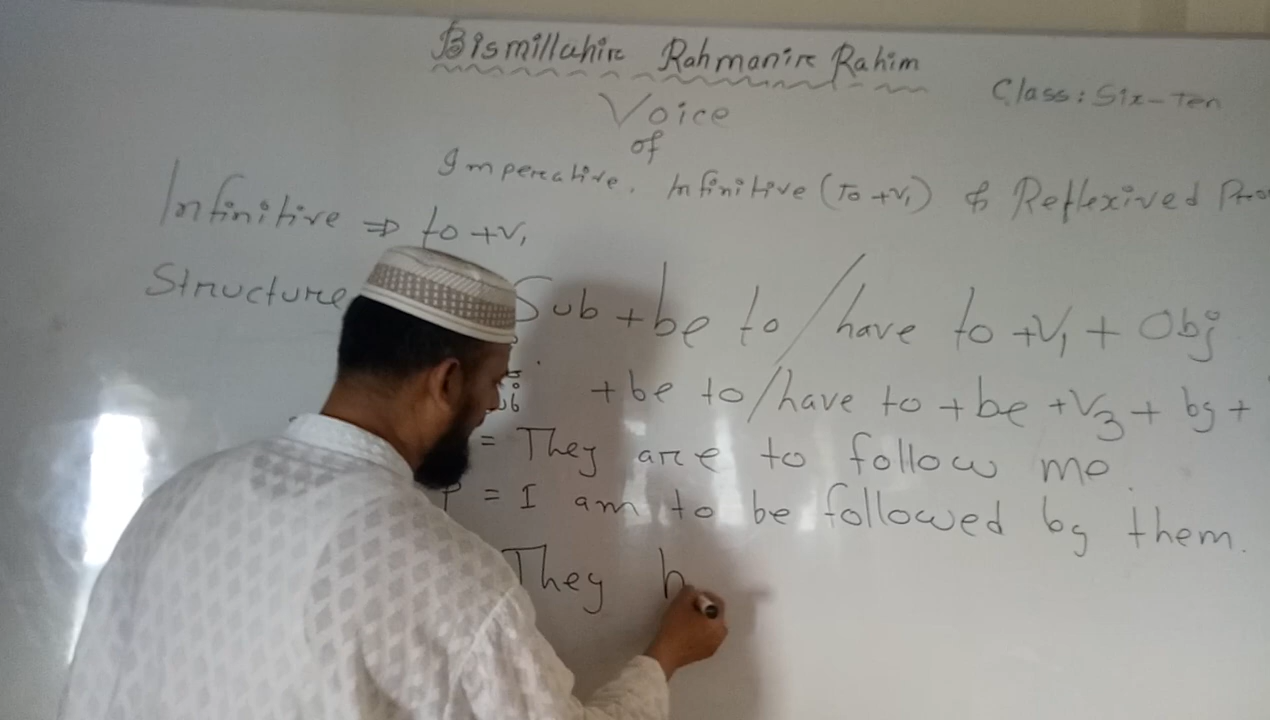 Bismillahir Rahmanir Rahim
Class: Six-Ten
Voice
of
Imperative, Infinitive (To +V1) & Reflexived
Infinitive ⇒ to +V1
Structure Sub + be to/have to +V1 + Obj
+ be to/have to + be +V3 + by +
= They are to follow me.
P = I am to be followed by them.
They h